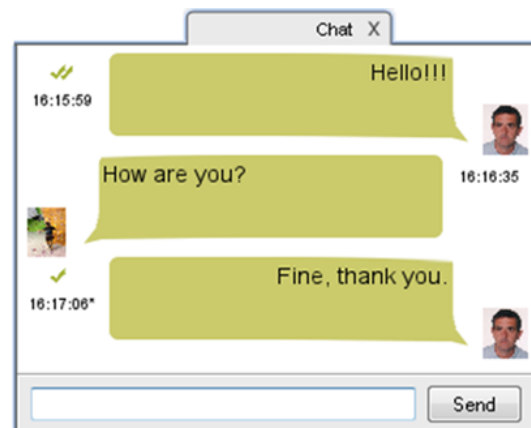 Chat X
Hello!!!
16:15:59
How are you?
16:16:35
Fine, thank you.
16:17:06*
Send